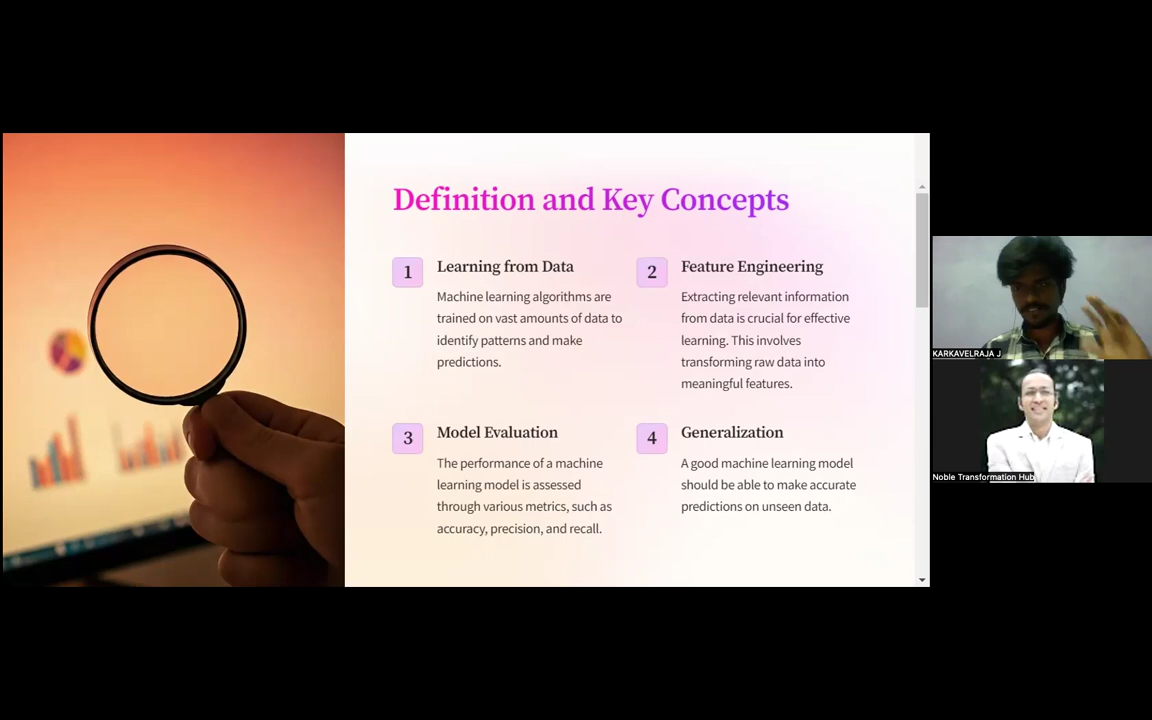 Definition and Key Concepts
1
Learning from Data
Machine learning algorithms are
trained on vast amounts of data to
identify patterns and make
predictions.
2
Feature Engineering
Extracting relevant information
from data is crucial for effective
learning. This involves
transforming raw data into
meaningful features.
3
Model Evaluation
The performance of a machine
learning model is assessed
through various metrics, such as
accuracy, precision, and recall.
4
Generalization
A good machine learning model
should be able to make accurate
predictions on unseen data.
KARKAVELRAJA J
Noble Transformation Hub